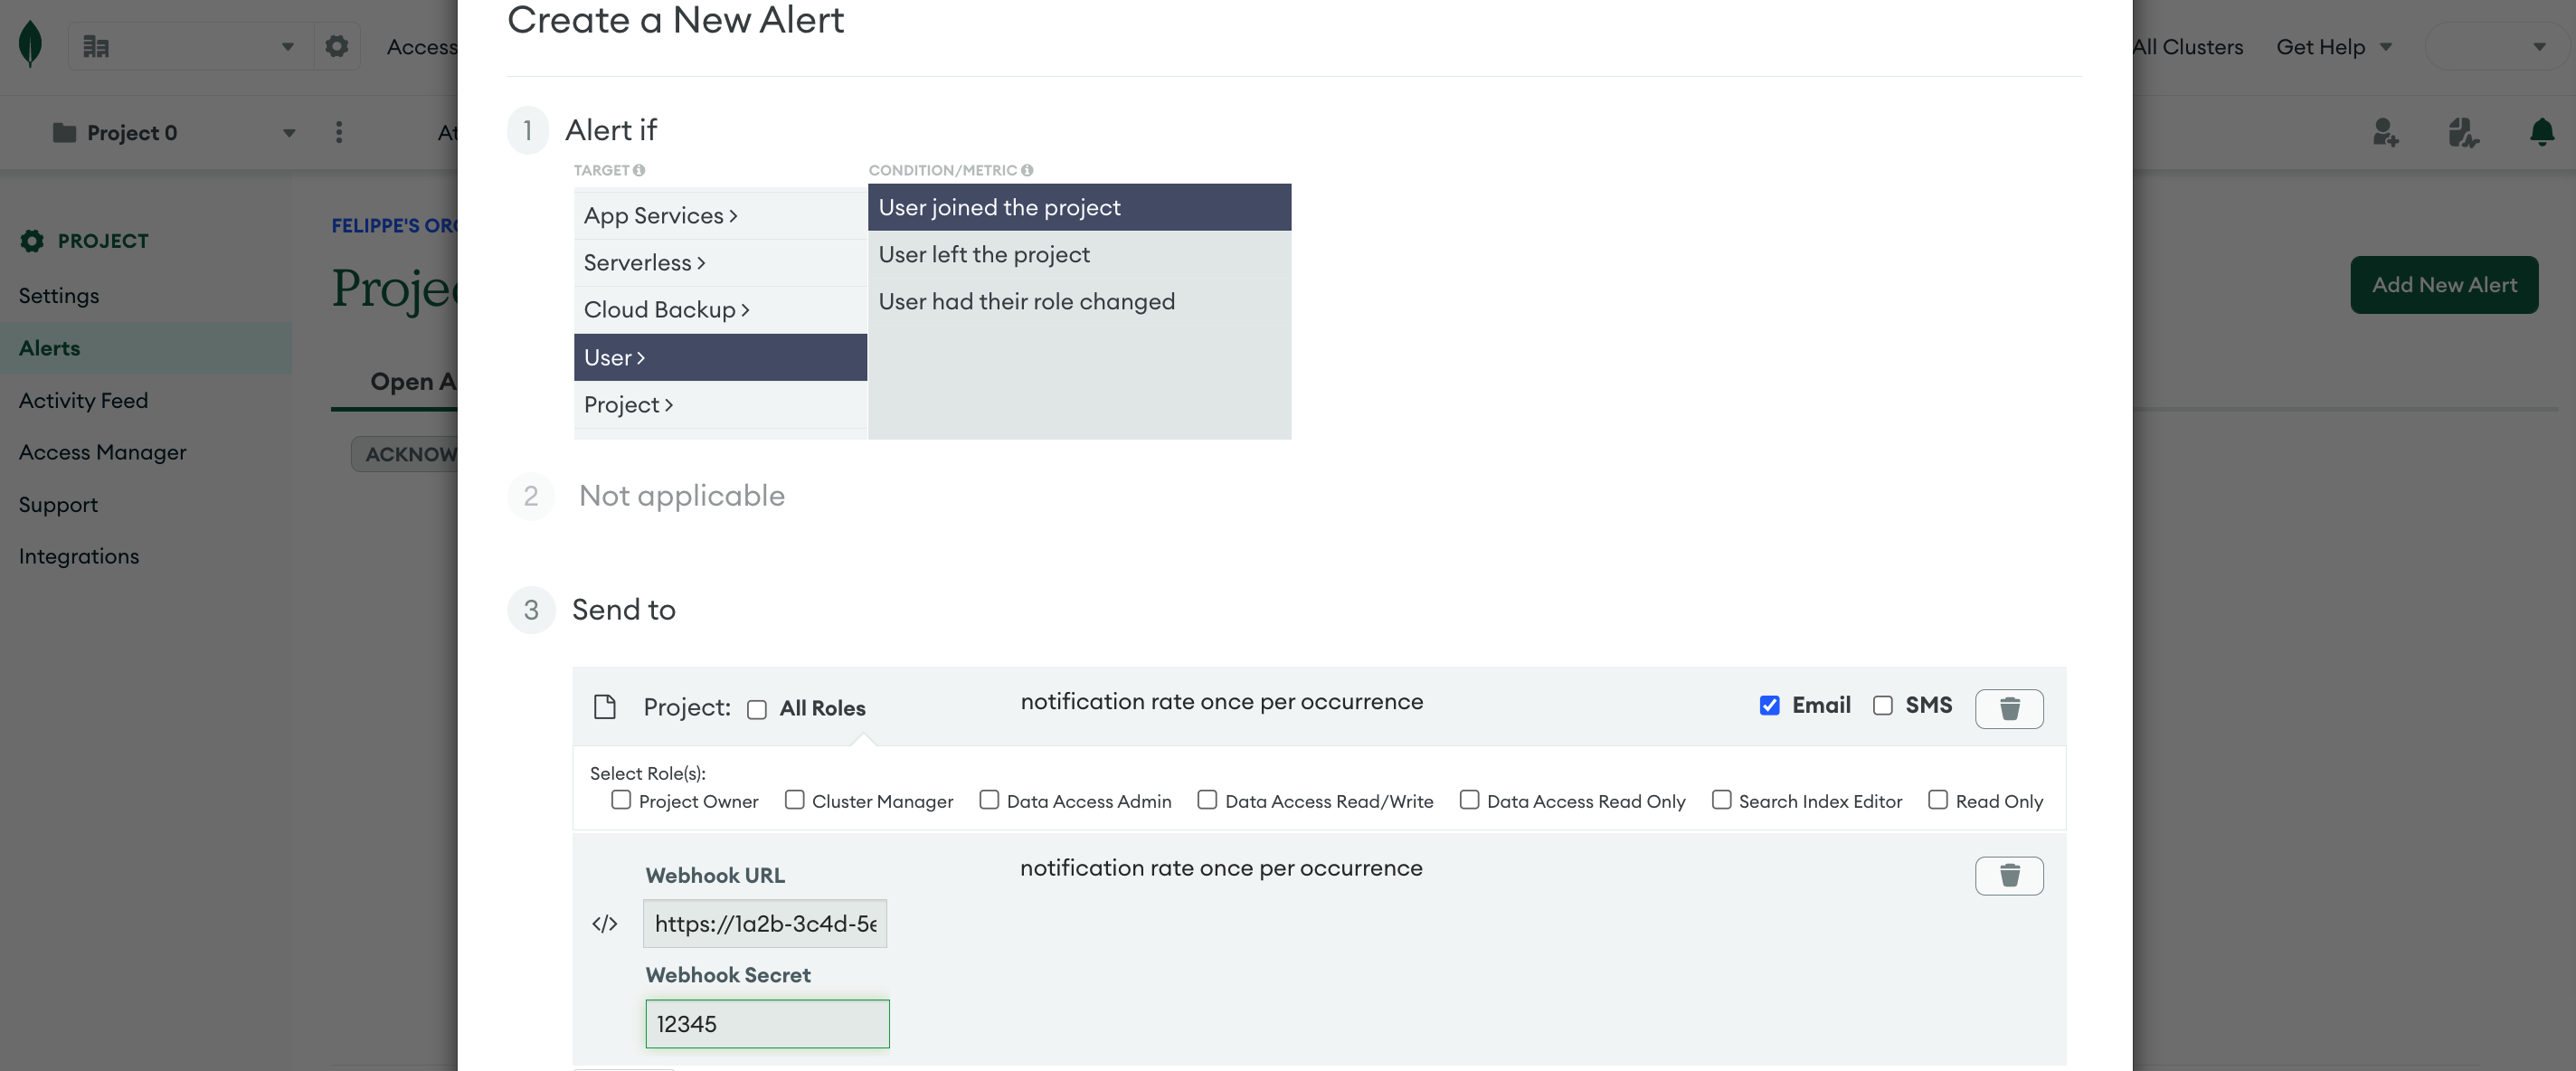 Create a New Alert
Access
All Clusters
Get Help
Project 0
At
PROJECT
Settings
Alerts
Activity Feed
Access Manager
Support
Integrations
FELIPPE'S ORG
Projec
Open A
ACKNOW
Add New Alert
1 Alert if
TARGET
CONDITION/METRIC
App Services >
Serverless >
Cloud Backup >
User >
Project >
User joined the project
User left the project
User had their role changed
2 Not applicable
3 Send to
Project: All Roles
notification rate once per occurrence
Email
SMS
Select Role(s):
Project Owner
Cluster Manager
Data Access Admin
Data Access Read/Write
Data Access Read Only
Search Index Editor
Read Only
Webhook URL
notification rate once per occurrence
</>
https://1a2b-3c4d-5e
Webhook Secret
12345